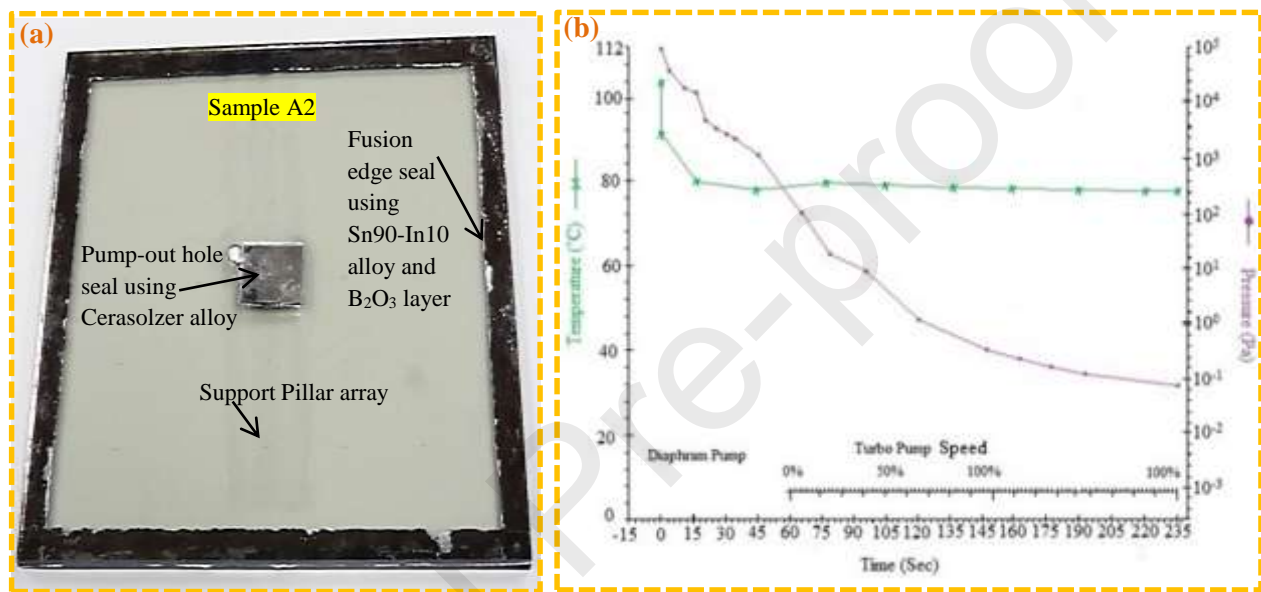 (a)
Sample A2
Fusion
edge seal
using
Sn90-In10
alloy and
B₂O₃ layer
Pump-out hole
seal using
Cerasolzer alloy
Support Pillar array
(b)
112
100
80
60
40
20
0
Temperature (°C)
10⁵
10⁴
10³
10²
10¹
10⁰
10⁻¹
10⁻²
10⁻³
Pressure (Pa)
Diaphram Pump
Turbo Pump Speed
0% 50% 100% 100%
-15 0 15 30 45 60 75 90 105 120 135 150 165 175 190 205 220 235
Time (Sec)
Pre-proof